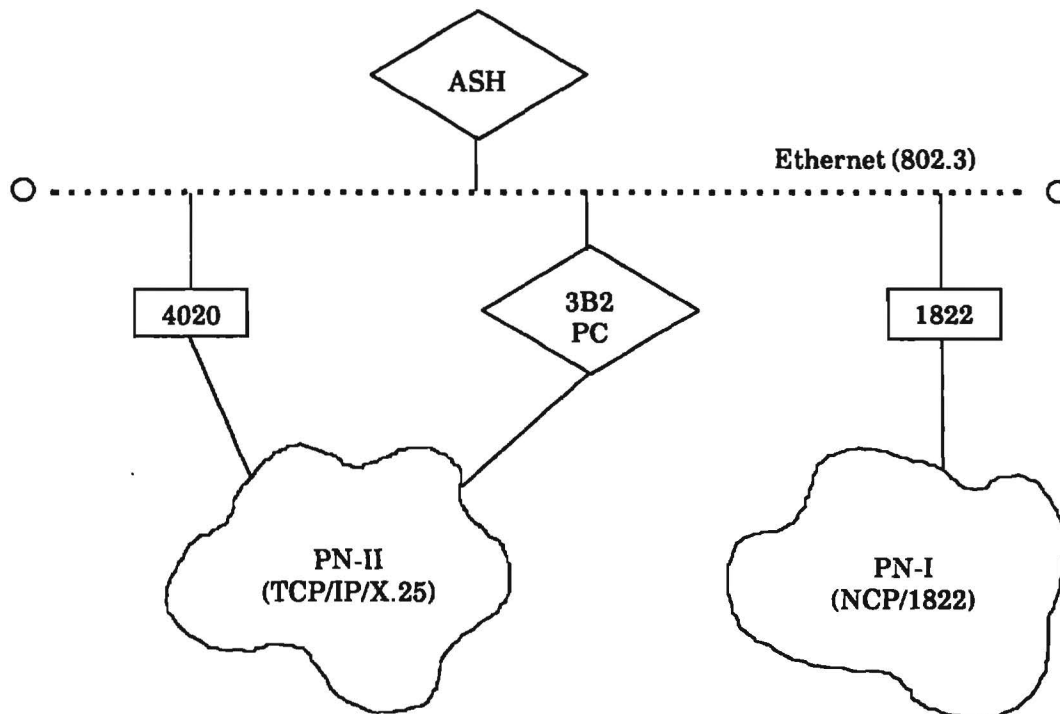 ASH
Ethernet (802.3)
4020
3B2
PC
1822
PN-II
(TCP/IP/X.25)
PN-I
(NCP/1822)